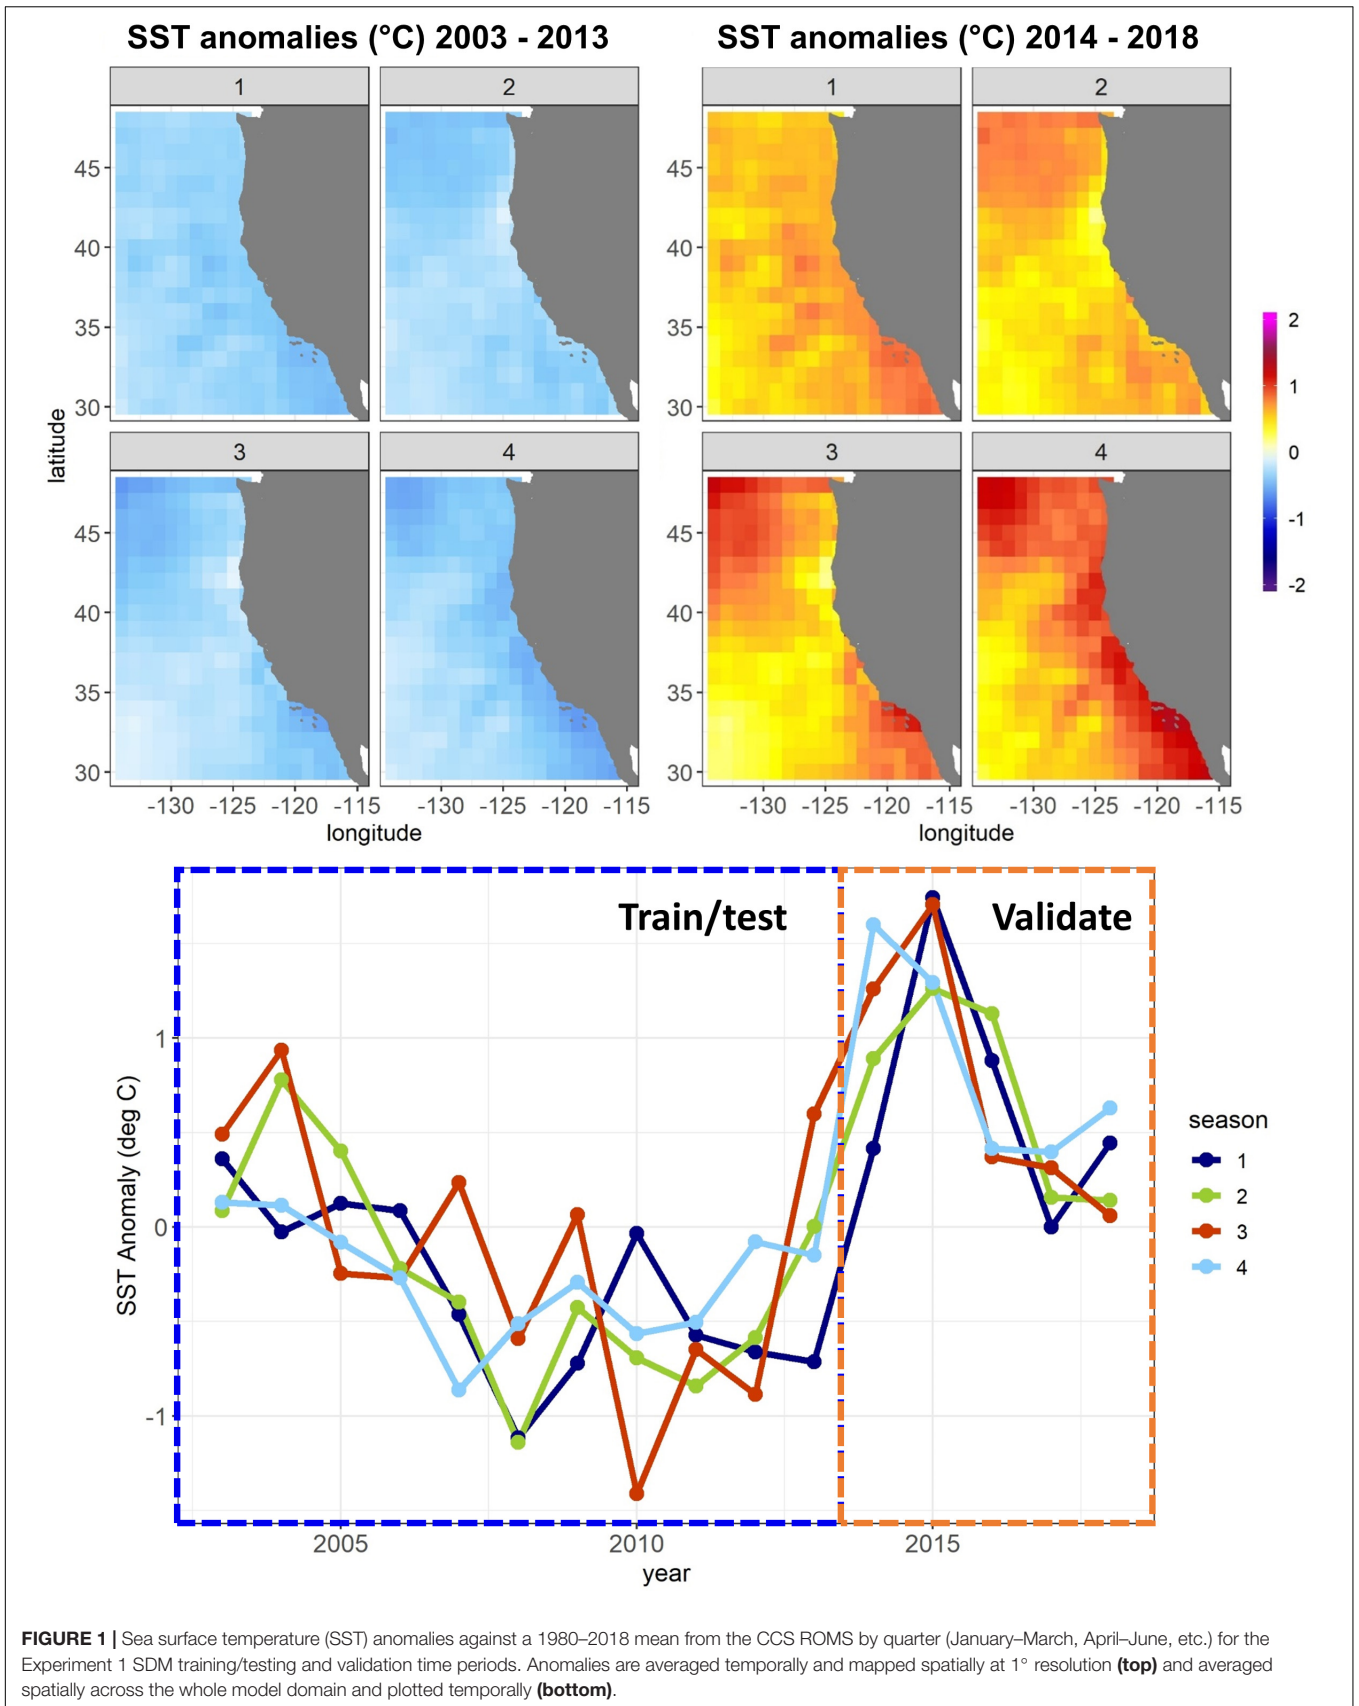 SST anomalies (°C) 2003 - 2013
SST anomalies (°C) 2014 - 2018
1
2
1
2
45
40
35
30
45
40
35
30
3
4
3
4
45
40
35
30
45
40
35
30
latitude
-130 -125 -120 -115
-130 -125 -120 -115
-130 -125 -120 -115
-130 -125 -120 -115
longitude
longitude
2
1
0
-1
-2
Train/test
Validate
1
0
-1
SST Anomaly (deg C)
2005
2010
2015
year
season
1
2
3
4
FIGURE 1 | Sea surface temperature (SST) anomalies against a 1980–2018 mean from the CCS ROMS by quarter (January–March, April–June, etc.) for the
Experiment 1 SDM training/testing and validation time periods. Anomalies are averaged temporally and mapped spatially at 1° resolution (top) and averaged
spatially across the whole model domain and plotted temporally (bottom).